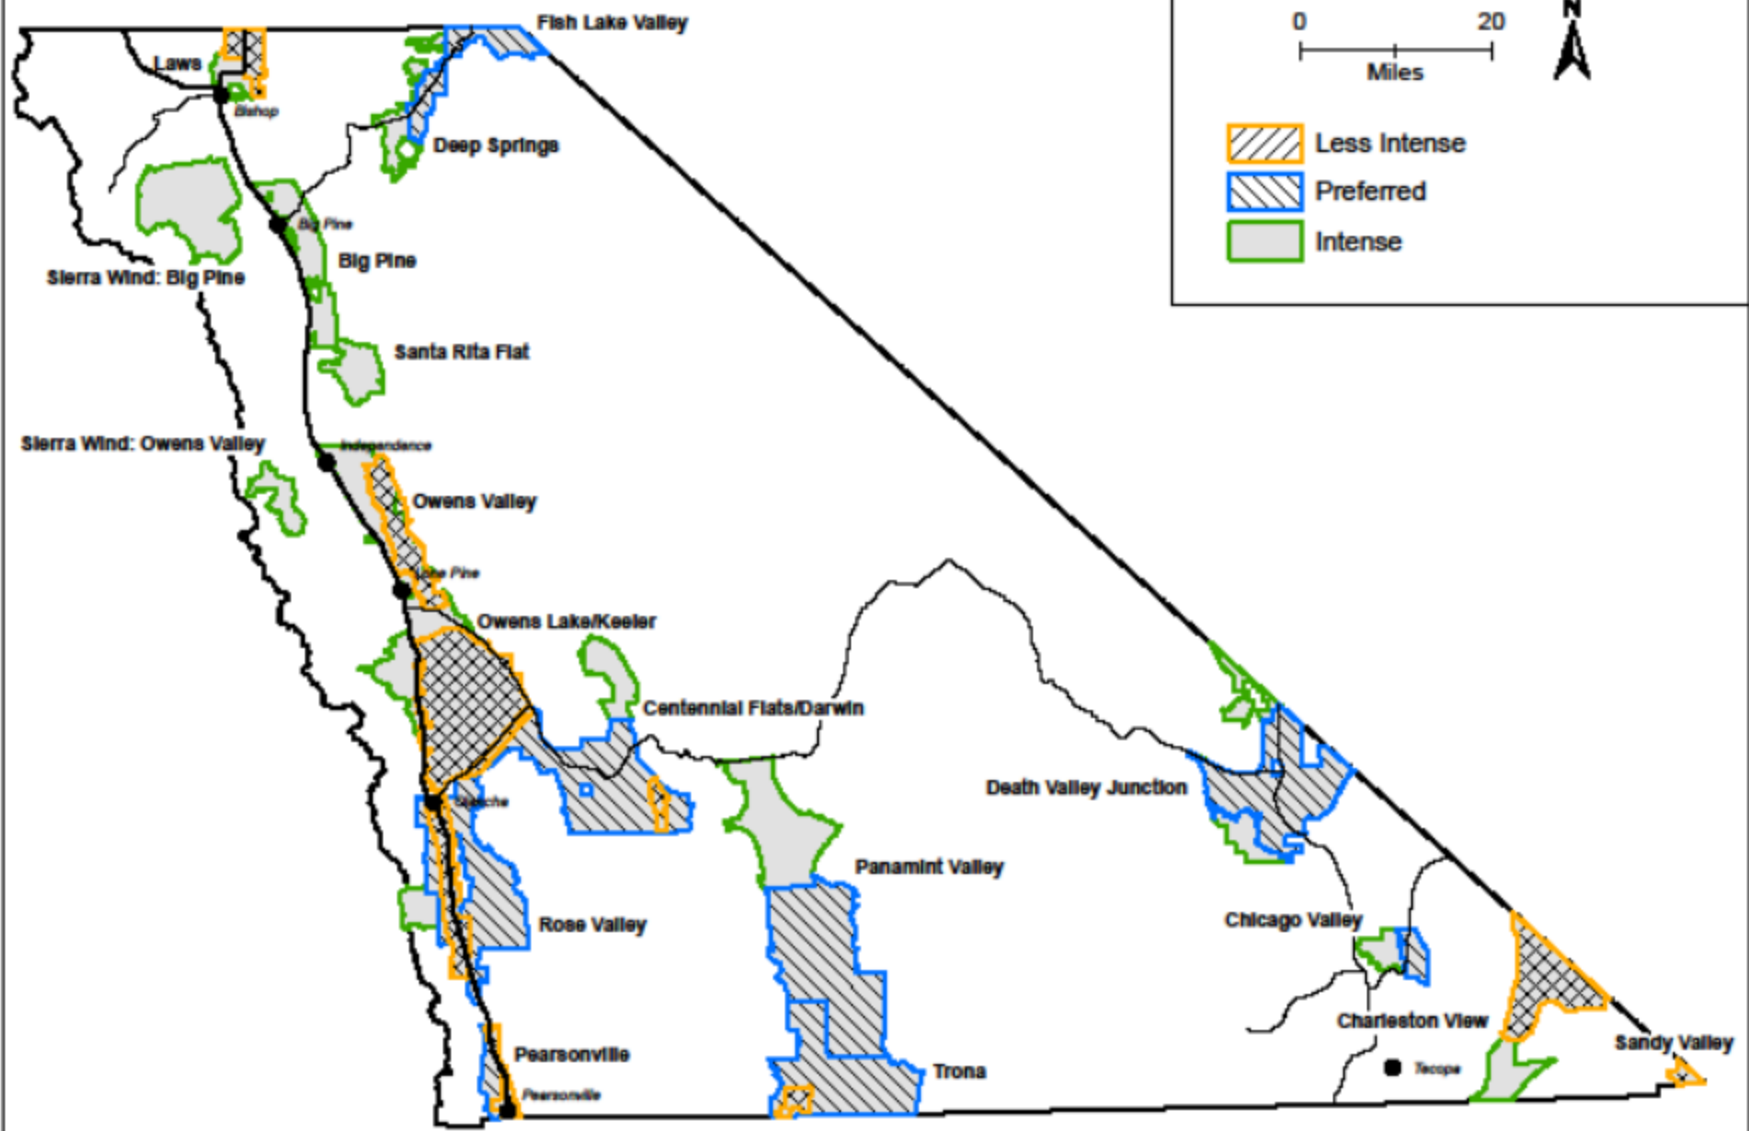 Fish Lake Valley
0 20
N
Miles
Laws
Bishop
Less Intense
Deep Springs
Preferred
Big Pine
Intense
Big Pine
Sierra Wind: Big Pine
Santa Rita Flat
Sierra Wind: Owens Valley
Independence
Owens Valley
Lone Pine
Owens Lake/Keeler
Centennial Flats/Darwin
Death Valley Junction
Olancha
Panamint Valley
Rose Valley
Chicago Valley
Charleston View
Sandy Valley
Pearsonville
Trona
Tecopa
Pearsonville